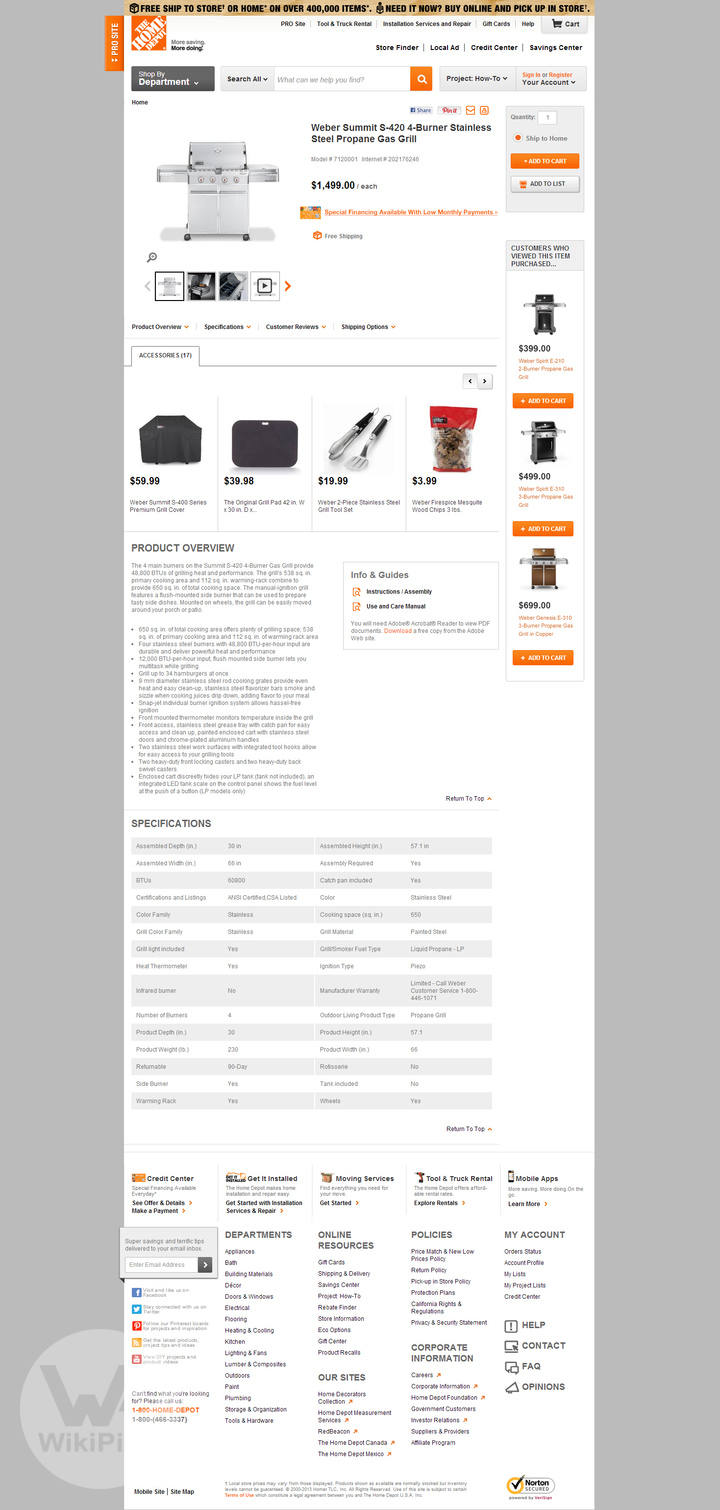 FREE SHIP TO STORE† OR HOME* ON OVER 400,000 ITEMS*. NEED IT NOW? BUY ONLINE AND PICK UP IN STORE†.
PRO SITE
THE HOME DEPOT
More saving.
More doing.
PRO Site | Tool & Truck Rental | Installation Services and Repair | Gift Cards | Help
Cart
Store Finder | Local Ad | Credit Center | Savings Center
Shop By
Department
Search All
What can we help you find?
Project: How-To
Sign In or Register
Your Account
Home
Share
Pin it
Weber Summit S-420 4-Burner Stainless
Steel Propane Gas Grill
Model # 7120001 Internet # 202176246
$1,499.00 / each
Special Financing Available With Low Monthly Payments »
Free Shipping
Quantity: 1
Ship to Home
+ ADD TO CART
ADD TO LIST
Product Overview
Specifications
Customer Reviews
Shipping Options
CUSTOMERS WHO
VIEWED THIS ITEM
PURCHASED...
$399.00
Weber Spirit E-210
2-Burner Propane Gas
Grill
+ ADD TO CART
$499.00
Weber Spirit E-310
3-Burner Propane Gas
Grill
+ ADD TO CART
$699.00
Weber Genesis E-310
3-Burner Propane Gas
Grill in Copper
+ ADD TO CART
ACCESSORIES (17)
$59.99
Weber Summit S-400 Series
Premium Grill Cover
$39.98
The Original Grill Pad 42 in. W
x 30 in. D x...
$19.99
Weber 2-Piece Stainless Steel
Grill Tool Set
$3.99
Weber Firespice Mesquite
Wood Chips 3 lbs.
PRODUCT OVERVIEW
The 4 main burners on the Summit S-420 4-Burner Gas Grill provide
48,800 BTUs of grilling heat and performance. The grill's 538 sq. in.
primary cooking area and 112 sq. in. warming-rack combine to
provide 650 sq. in. of total cooking space. The manual-ignition grill
features a flush-mounted side burner that can be used to prepare
tasty side dishes. Mounted on wheels, the grill can be easily moved
around your porch or patio.
• 650 sq. in. of total cooking area offers plenty of grilling space; 538
sq. in. of primary cooking area and 112 sq. in. of warming rack area
• Four stainless steel burners with 48,800 BTU-per-hour input are
durable and deliver powerful heat and performance
• 12,000 BTU-per-hour input, flush mounted side burner lets you
multitask while grilling
• Grill up to 34 hamburgers at once
• 9 mm diameter stainless steel rod cooking grates provide even
heat and easy clean-up, stainless steel flavorizer bars smoke and
sizzle when cooking juices drip down, adding flavor to your meal
• Snap-jet individual burner ignition system allows hassel-free
ignition
• Front mounted thermometer monitors temperature inside the grill
• Front access, stainless steel grease tray with catch pan for easy
access and clean up, painted enclosed cart with stainless steel
doors and chrome-plated aluminum handles
• Two stainless steel work surfaces with integrated tool hooks allow
for easy access to your grilling tools
• Two heavy-duty front locking casters and two heavy-duty back
swivel casters
• Enclosed cart discreetly hides your LP tank (tank not included), an
integrated LED tank scale on the control panel shows the fuel level
at the push of a button (LP models only)
Info & Guides
Instructions / Assembly
Use and Care Manual
You will need Adobe® Acrobat® Reader to view PDF
documents. Download a free copy from the Adobe
Web site.
Return To Top
SPECIFICATIONS
Assembled Depth (in.) 30 in Assembled Height (in.) 57.1 in
Assembled Width (in.) 66 in Assembly Required Yes
BTUs 60800 Catch pan included Yes
Certifications and Listings ANSI Certified,CSA Listed Color Stainless Steel
Color Family Stainless Cooking space (sq. in.) 650
Grill Color Family Stainless Grill Material Painted Steel
Grill light included Yes Grill/Smoker Fuel Type Liquid Propane - LP
Heat Thermometer Yes Ignition Type Piezo
Infrared burner No Manufacturer Warranty Limited - Call Weber
Customer Service 1-800-
446-1071
Number of Burners 4 Outdoor Living Product Type Propane Grill
Product Depth (in.) 30 Product Height (in.) 57.1
Product Weight (lb.) 230 Product Width (in.) 66
Returnable 90-Day Rotisserie No
Side Burner Yes Tank included No
Warming Rack Yes Wheels Yes
Return To Top
Credit Center
Special Financing Available
Everyday*
See Offer & Details
Make a Payment
Get It Installed
The Home Depot makes home
installation and repair easy.
Get Started with Installation
Services & Repair
Moving Services
Find everything you need for
your move.
Get Started
Tool & Truck Rental
The Home Depot offers afford-
able rental rates.
Explore Rentals
Mobile Apps
More saving. More doing On the
go.
Learn More
Super savings and terrific tips
delivered to your email inbox
Enter Email Address
Visit and like us on
Facebook
Stay connected with us on
Twitter
Follow our Pinterest boards
for projects and inspiration
Get the latest products,
project tips and ideas
View DIY projects and
product videos
Can't find what you're looking
for? Please call us:
1-800-HOME-DEPOT
1-800-(466-3337)
DEPARTMENTS
Appliances
Bath
Building Materials
Décor
Doors & Windows
Electrical
Flooring
Heating & Cooling
Kitchen
Lighting & Fans
Lumber & Composites
Outdoors
Paint
Plumbing
Storage & Organization
Tools & Hardware
ONLINE
RESOURCES
Gift Cards
Shipping & Delivery
Savings Center
Project: How-To
Rebate Finder
Store Information
Eco Options
Gift Center
Product Recalls
OUR SITES
Home Decorators
Collection
Home Depot Measurement
Services
RedBeacon
The Home Depot Canada
The Home Depot Mexico
POLICIES
Price Match & New Low
Prices Policy
Return Policy
Pick-up in Store Policy
Protection Plans
California Rights &
Regulations
Privacy & Security Statement
CORPORATE
INFORMATION
Careers
Corporate Information
Home Depot Foundation
Government Customers
Investor Relations
Suppliers & Providers
Affiliate Program
MY ACCOUNT
Orders Status
Account Profile
My Lists
My Project Lists
Credit Center
HELP
CONTACT
FAQ
OPINIONS
WikiPi
Mobile Site | Site Map
† Local store prices may vary from those displayed. Products shown as available are normally stocked but inventory
levels cannot be guaranteed. © 2000-2013 Homer TLC, Inc. All Rights Reserved. Use of this site is subject to certain
Terms of Use which constitute a legal agreement between you and The Home Depot U.S.A., Inc.
Norton
SECURED
powered by VeriSign